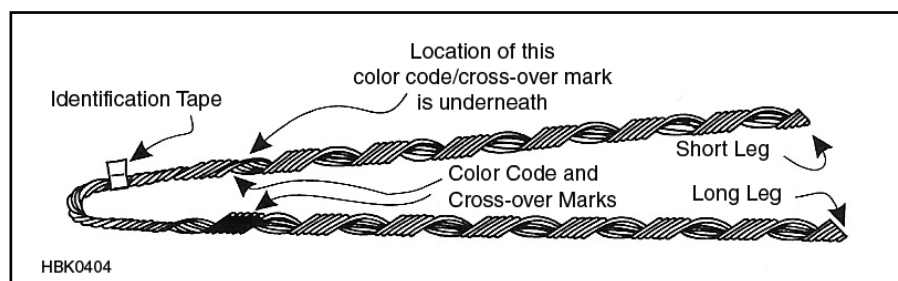 Location of this
color code/cross-over mark
is underneath
Identification Tape
Short Leg
Color Code and
Cross-over Marks
Long Leg
HBK0404